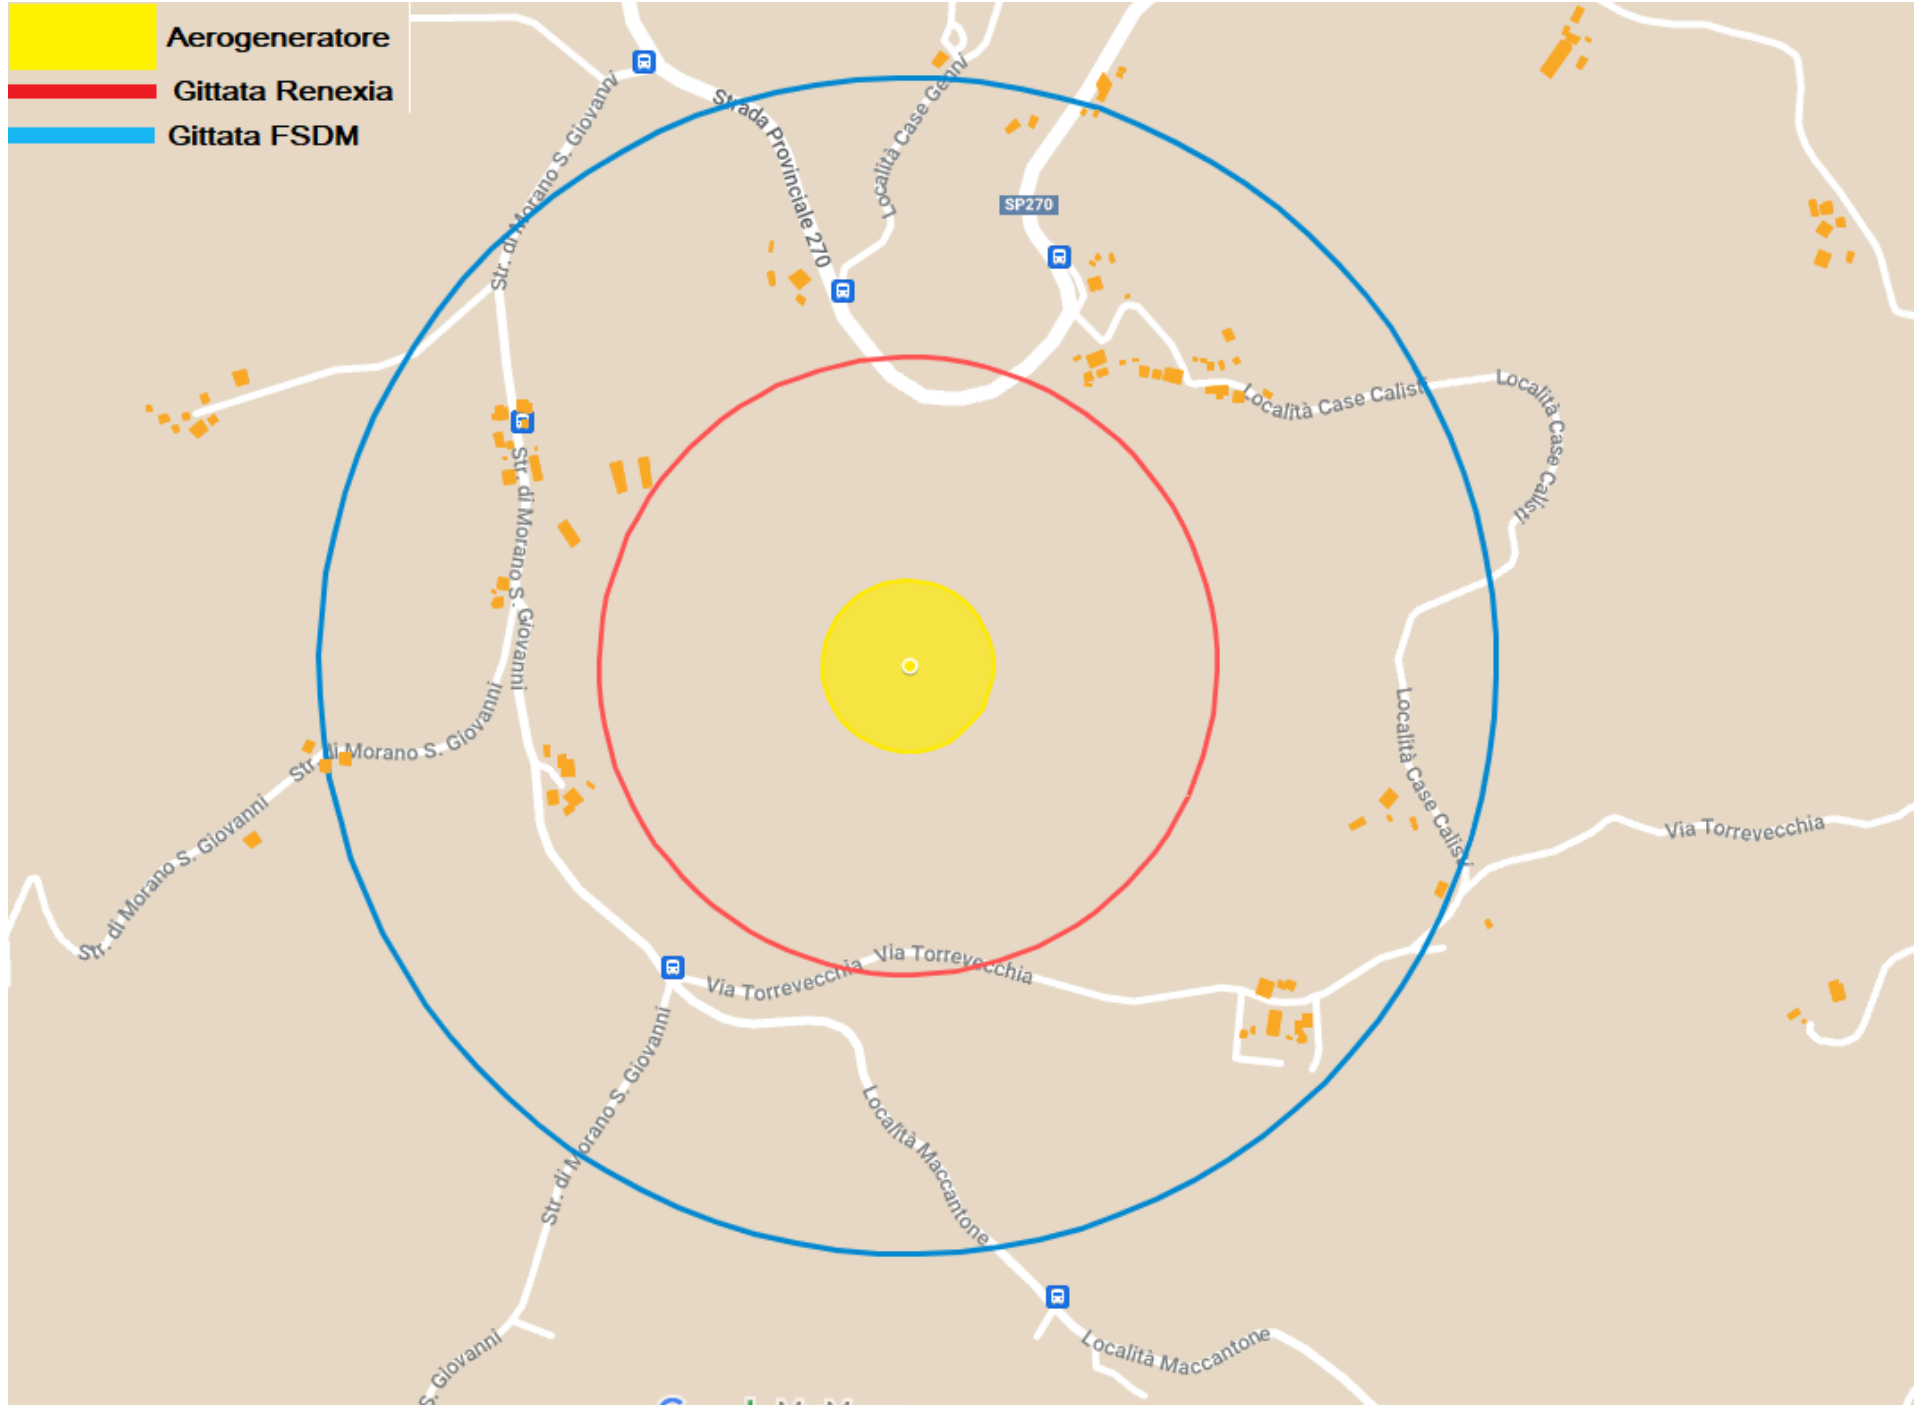 Aerogeneratore
Gittata Renexia
Gittata FSDM
Str. di Morano S. Giovanni
Strada Provinciale 270
Località Case Genni
SP270
Località Case Calisti
Località Case Calisti
Str. di Morano S. Giovanni
Str. di Morano S. Giovanni
Str. di Morano S. Giovanni
Località Case Calisti
Via Torrevecchia
Via Torrevecchia
Via Torrevecchia
Str. di Morano S. Giovanni
Località Maccantone
Località Maccantone
S. Giovanni